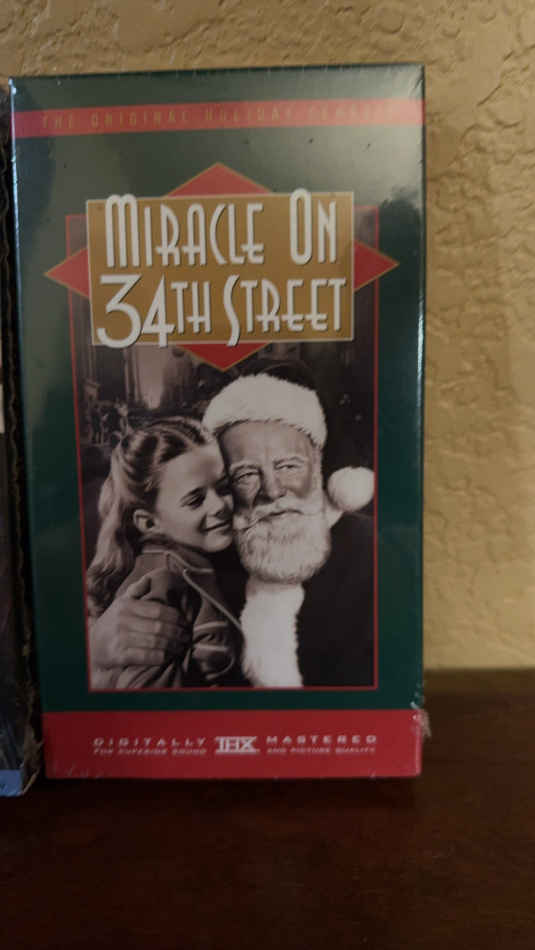 THE ORIGINAL HOLIDAY CLASSIC
MIRACLE ON
34TH STREET
DIGITALLY THX MASTERED
FOR SUPERIOR SOUND AND PICTURE QUALITY